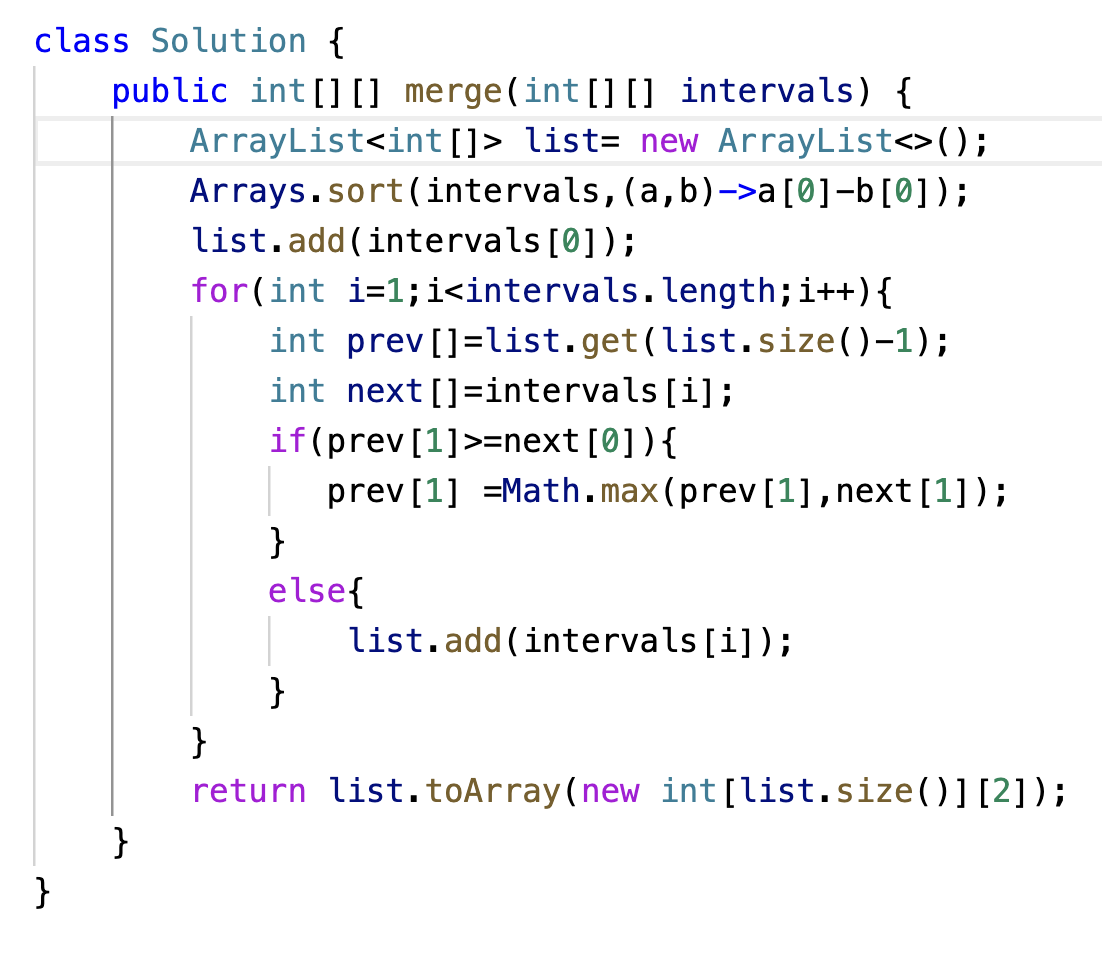 class Solution {
    public int[][] merge(int[][] intervals) {
        ArrayList<int[]> list= new ArrayList<>();
        Arrays.sort(intervals,(a,b)->a[0]-b[0]);
        list.add(intervals[0]);
        for(int i=1;i<intervals.length;i++){
            int prev[]=list.get(list.size()-1);
            int next[]=intervals[i];
            if(prev[1]>=next[0]){
               prev[1] =Math.max(prev[1],next[1]);
            }
            else{
                list.add(intervals[i]);
            }
        }
        return list.toArray(new int[list.size()][2]);
    }
}